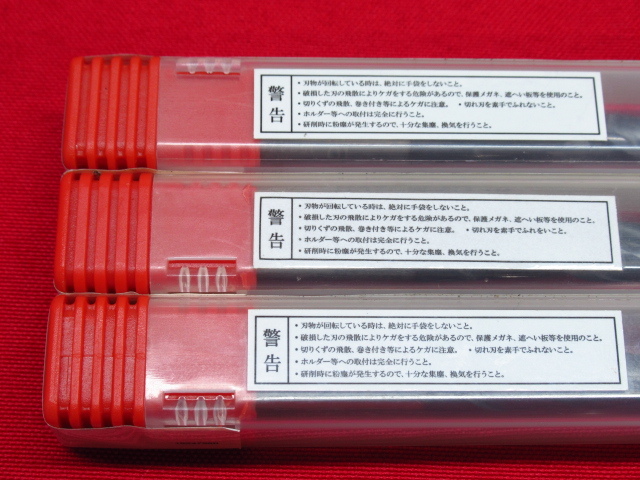 警告
・刃物が回転している時は、絶対に手袋をしないこと。
・破損した刃の飛散によりケガをする危険があるので、保護メガネ、遮へい板等を使用のこと。
・切りくずの飛散、巻き付き等によるケガに注意。 ・切れ刃を素手でふれないこと。
・ホルダー等への取付は完全に行うこと。
・研削時に粉塵が発生するので、十分な集塵、換気を行うこと。
警告
・刃物が回転している時は、絶対に手袋をしないこと。
・破損した刃の飛散によりケガをする危険があるので、保護メガネ、遮へい板等を使用のこと。
・切りくずの飛散、巻き付き等によるケガに注意。 ・切れ刃を素手でふれないこと。
・ホルダー等への取付は完全に行うこと。
・研削時に粉塵が発生するので、十分な集塵、換気を行うこと。
警告
・刃物が回転している時は、絶対に手袋をしないこと。
・破損した刃の飛散によりケガをする危険があるので、保護メガネ、遮へい板等を使用のこと。
・切りくずの飛散、巻き付き等によるケガに注意。 ・切れ刃を素手でふれないこと。
・ホルダー等への取付は完全に行うこと。
・研削時に粉塵が発生するので、十分な集塵、換気を行うこと。